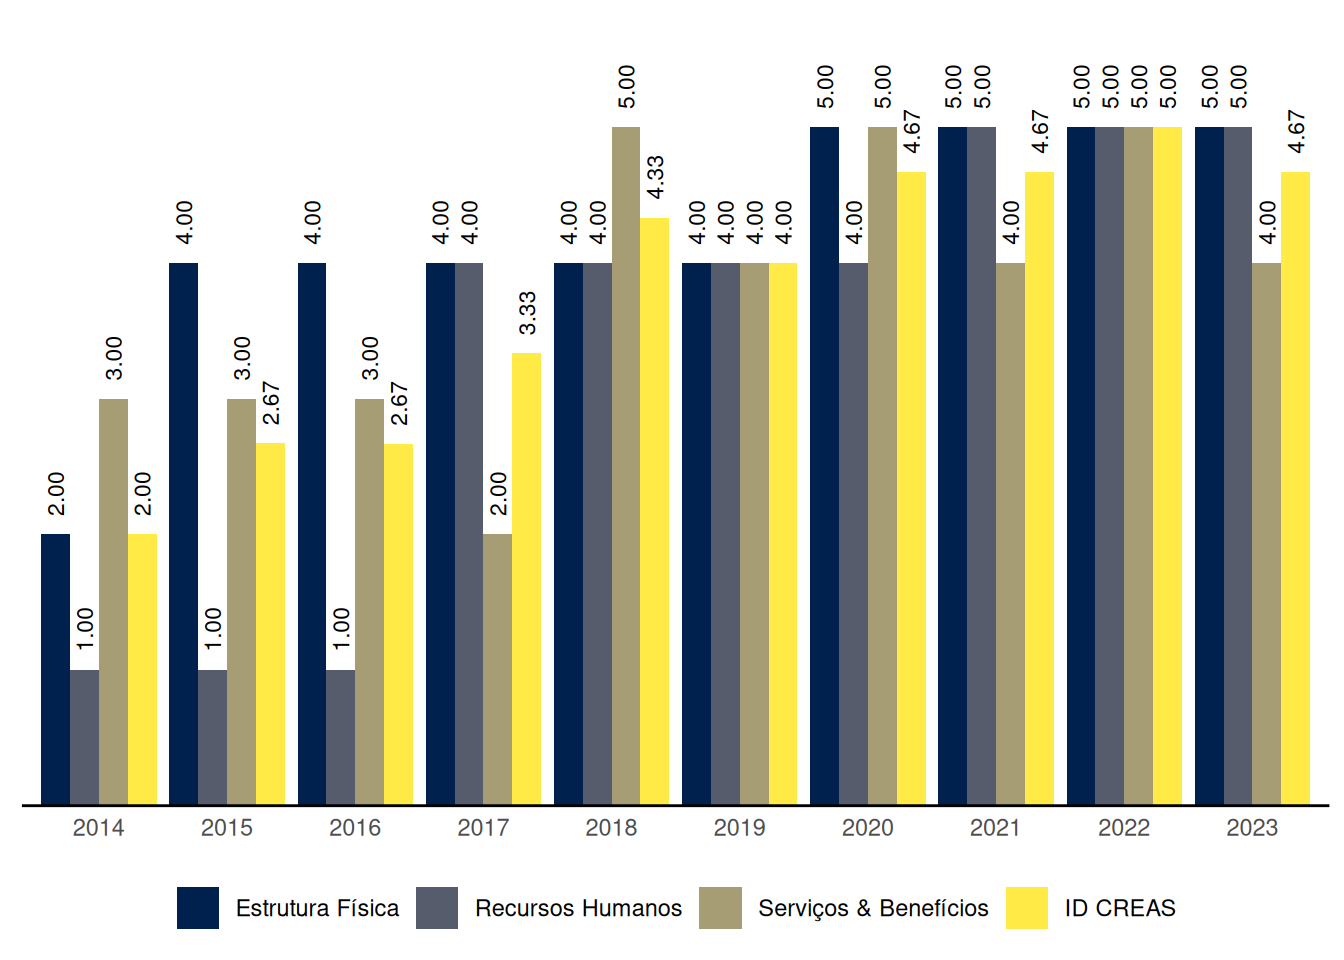 2.00 1.00 3.00 2.00
4.00 1.00 3.00 2.67
4.00 1.00 3.00 2.67
4.00 4.00 2.00 3.33
4.00 4.00 5.00 4.33
4.00 4.00 4.00 4.00
5.00 4.00 5.00 4.67
5.00 5.00 4.00 4.67
5.00 5.00 5.00 5.00
5.00 5.00 4.00 4.67
2014 2015 2016 2017 2018 2019 2020 2021 2022 2023
Estrutura Física Recursos Humanos Serviços & Benefícios ID CREAS